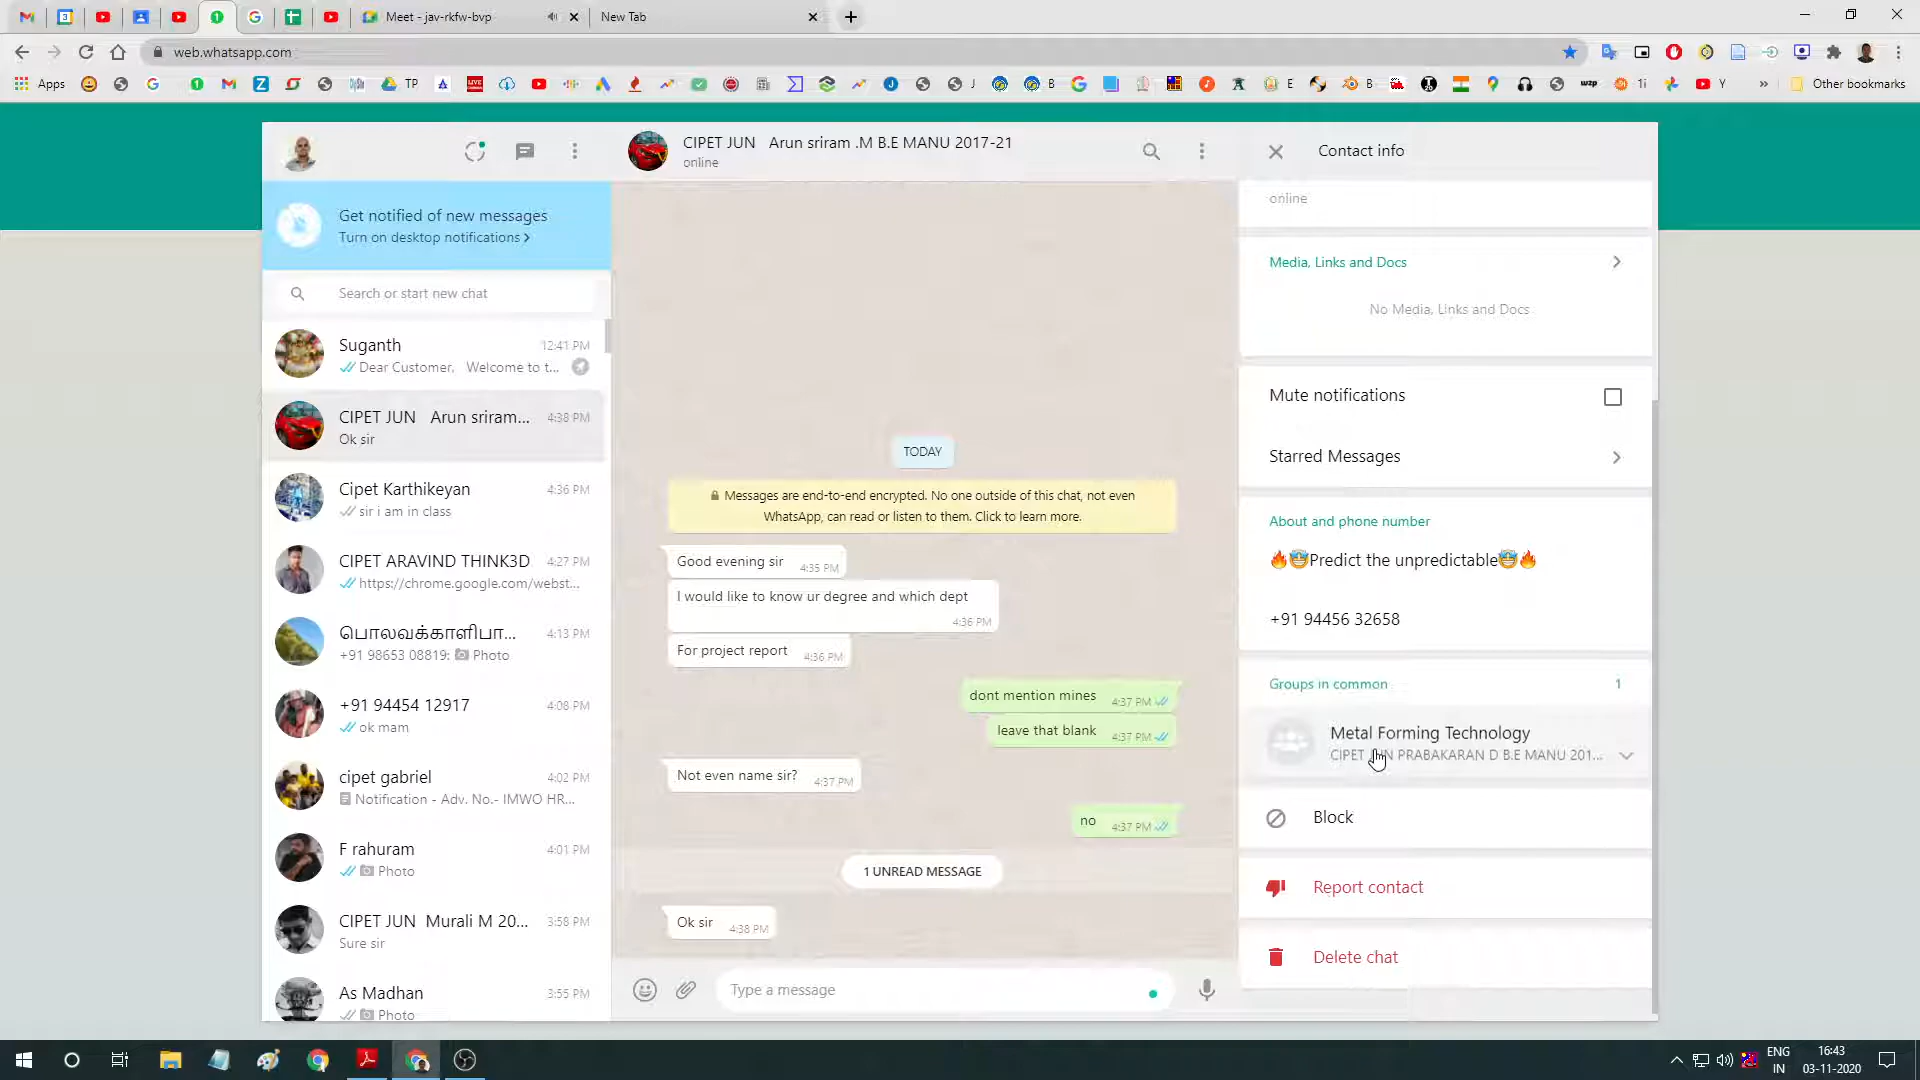 Meet - jav-rkfw-bvp
New Tab
web.whatsapp.com
Apps
TP
J
B
E
B
1i
Y
»
Other bookmarks
Get notified of new messages
Turn on desktop notifications >
Search or start new chat
Suganth 12:41 PM
Dear Customer, Welcome to t...
CIPET JUN Arun sriram... 4:38 PM
Ok sir
Cipet Karthikeyan 4:36 PM
sir i am in class
CIPET ARAVIND THINK3D 4:27 PM
https://chrome.google.com/webst...
பொலவக்காளிபா... 4:13 PM
+91 98653 08819: Photo
+91 94454 12917 4:08 PM
ok mam
cipet gabriel 4:02 PM
Notification - Adv. No.- IMWO HR...
F rahuram 4:01 PM
Photo
CIPET JUN Murali M 20... 3:58 PM
Sure sir
As Madhan 3:55 PM
Photo
CIPET JUN Arun sriram .M B.E MANU 2017-21
online
TODAY
Messages are end-to-end encrypted. No one outside of this chat, not even
WhatsApp, can read or listen to them. Click to learn more.
Good evening sir 4:35 PM
I would like to know ur degree and which dept
4:36 PM
For project report 4:36 PM
dont mention mines 4:37 PM
leave that blank 4:37 PM
Not even name sir? 4:37 PM
no 4:37 PM
1 UNREAD MESSAGE
Ok sir 4:38 PM
Type a message
Contact info
online
Media, Links and Docs
No Media, Links and Docs
Mute notifications
Starred Messages
About and phone number
🔥🤩Predict the unpredictable🤩🔥
+91 94456 32658
Groups in common 1
Metal Forming Technology
CIPET JUN PRABAKARAN D B.E MANU 201...
Block
Report contact
Delete chat
ENG
IN
16:43
03-11-2020